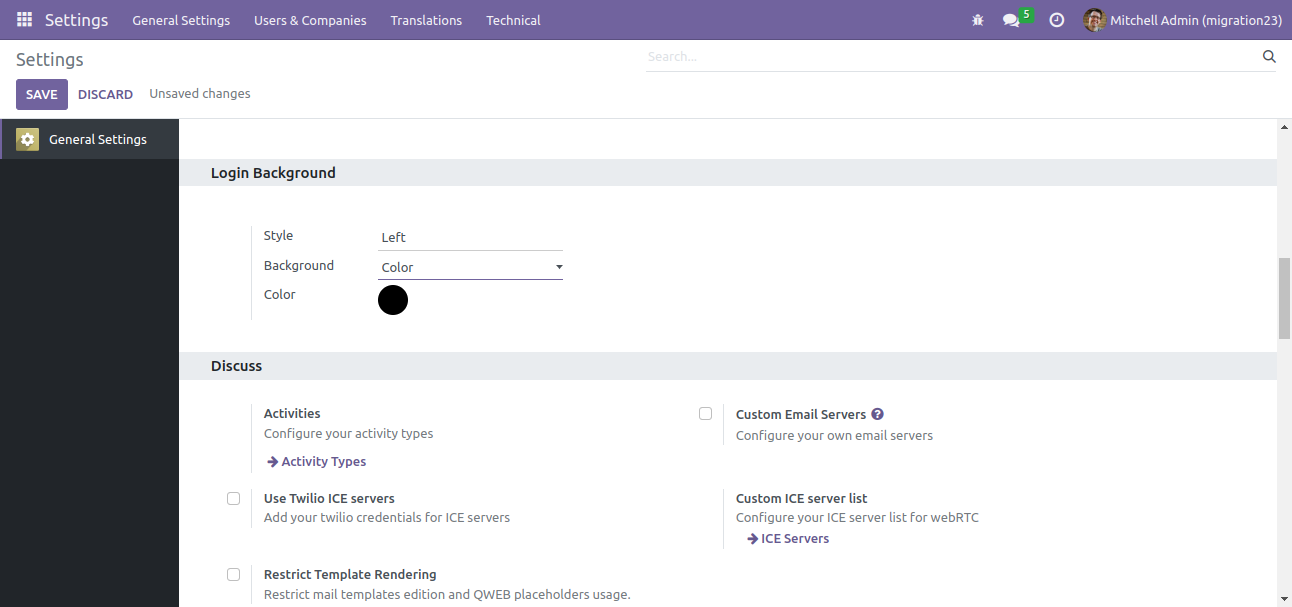 Settings General Settings Users & Companies Translations Technical 5 Mitchell Admin (migration23)
Settings Search...
SAVE DISCARD Unsaved changes
General Settings
Login Background
Style Left
Background Color
Color
Discuss
Activities
Configure your activity types
Activity Types
Custom Email Servers ?
Configure your own email servers
Use Twilio ICE servers
Add your twilio credentials for ICE servers
Custom ICE server list
Configure your ICE server list for webRTC
ICE Servers
Restrict Template Rendering
Restrict mail templates edition and QWEB placeholders usage.